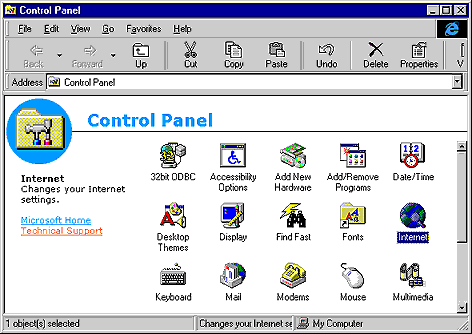 Control Panel
File Edit View Go Favorites Help
Back Forward Up Cut Copy Paste Undo Delete Properties V
Address Control Panel
Control Panel
Internet
Changes your Internet
settings.
Microsoft Home
Technical Support
32bit ODBC
Accessibility
Options
Add New
Hardware
Add/Remove
Programs
Date/Time
Desktop
Themes
Display
Find Fast
Fonts
Internet
Keyboard
Mail
Modems
Mouse
Multimedia
1 object(s) selected
Changes your Internet se
My Computer